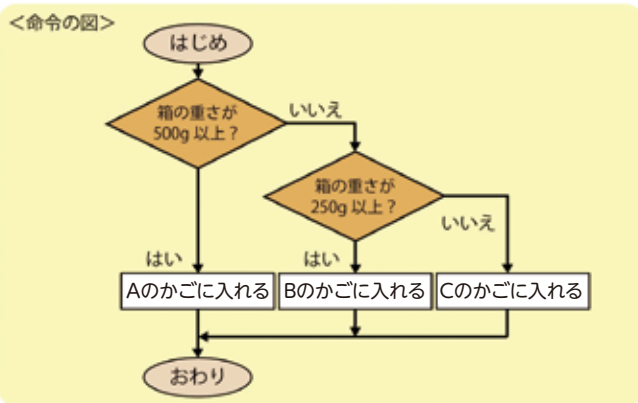 ＜命令の図＞
はじめ
箱の重さが
500g 以上？
いいえ
箱の重さが
250g 以上？
いいえ
はい
はい
Aのかごに入れる
Bのかごに入れる
Cのかごに入れる
おわり